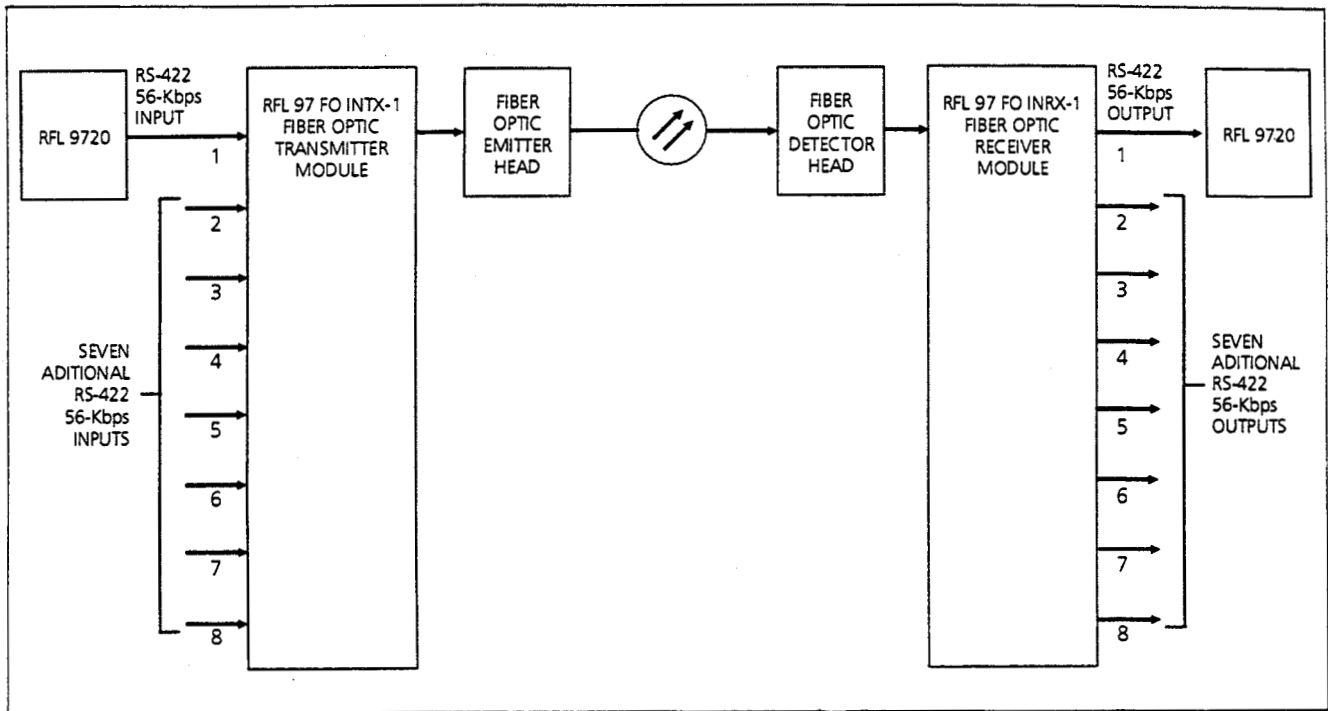 RFL 9720
RS-422
56-Kbps
INPUT
1
RFL 97 FO INTX-1
FIBER OPTIC
TRANSMITTER
MODULE
FIBER
OPTIC
EMITTER
HEAD
FIBER
OPTIC
DETECTOR
HEAD
RFL 97 FO INRX-1
FIBER OPTIC
RECEIVER
MODULE
RS-422
56-Kbps
OUTPUT
1
RFL 9720
SEVEN
ADITIONAL
RS-422
56-Kbps
INPUTS
2
3
4
5
6
7
8
2
3
4
5
6
7
8
SEVEN
ADITIONAL
RS-422
56-Kbps
OUTPUTS